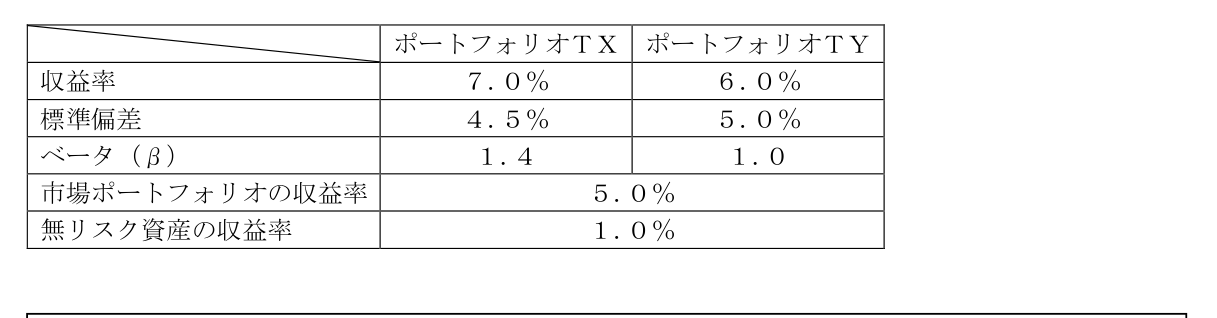 ポートフォリオＴＸ ポートフォリオＴＹ
収益率 ７．０％ ６．０％
標準偏差 ４．５％ ５．０％
ベータ（β） １．４ １．０
市場ポートフォリオの収益率 ５．０％
無リスク資産の収益率 １．０％